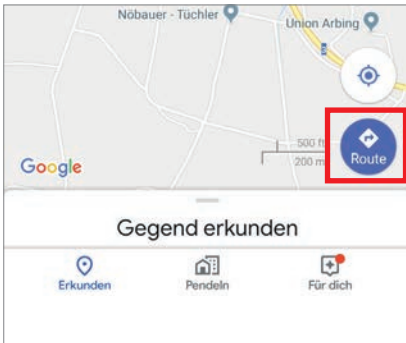 Nöbauer - Tüchler
Union Arbing
500 ft
200 m
Route
Google
Gegend erkunden
Erkunden
Pendeln
Für dich